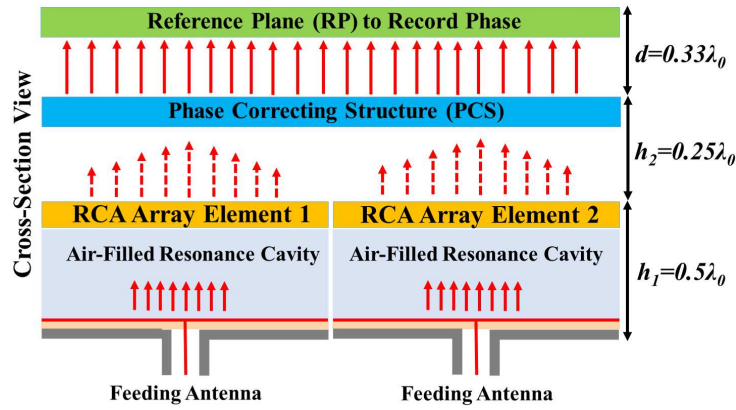 Reference Plane (RP) to Record Phase
d=0.33λ₀
Cross-Section View
Phase Correcting Structure (PCS)
h₂=0.25λ₀
RCA Array Element 1
RCA Array Element 2
Air-Filled Resonance Cavity
Air-Filled Resonance Cavity
h₁=0.5λ₀
Feeding Antenna
Feeding Antenna